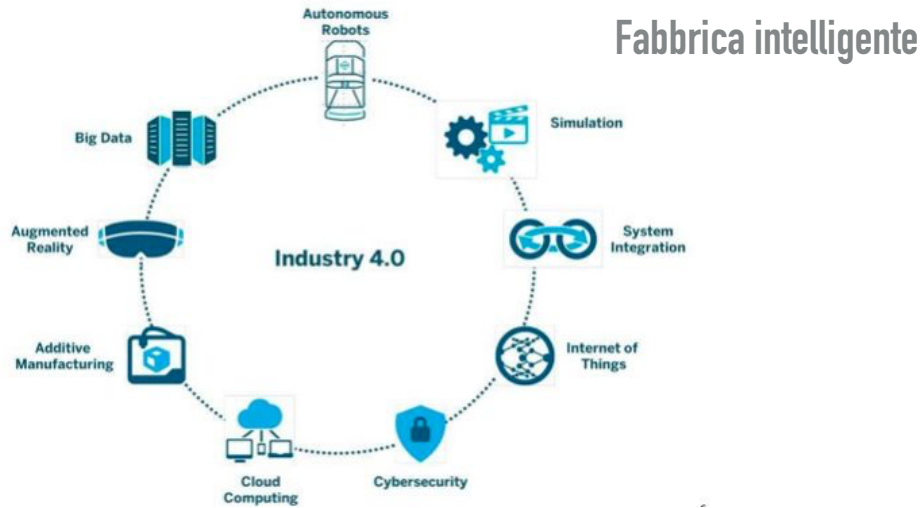 Fabbrica intelligente
Autonomous
Robots
Simulation
System
Integration
Internet of
Things
Cybersecurity
Cloud
Computing
Additive
Manufacturing
Augmented
Reality
Big Data
Industry 4.0